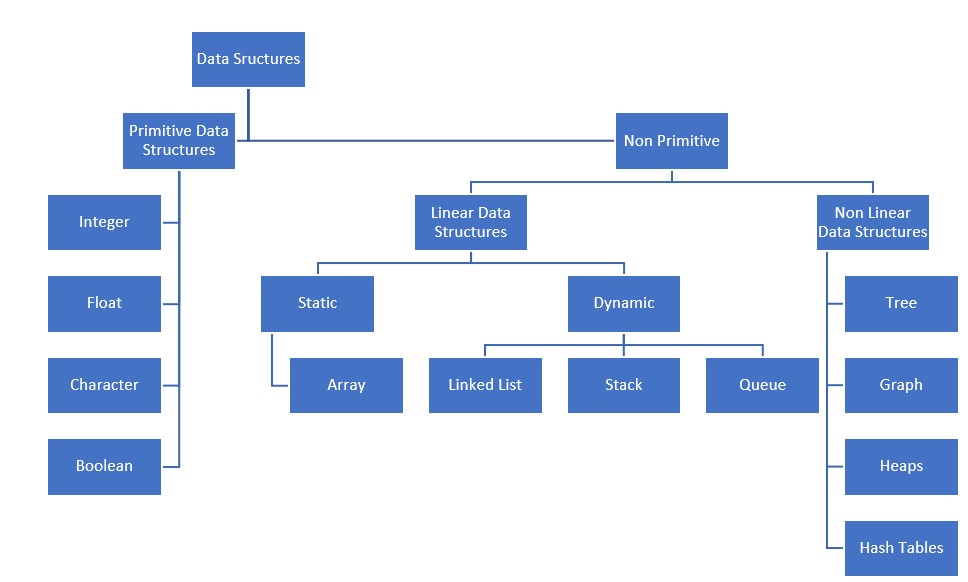 Data Sructures
Primitive Data
Structures
Non Primitive
Integer
Linear Data
Structures
Non Linear
Data Structures
Float
Static
Dynamic
Tree
Character
Array
Linked List
Stack
Queue
Graph
Boolean
Heaps
Hash Tables